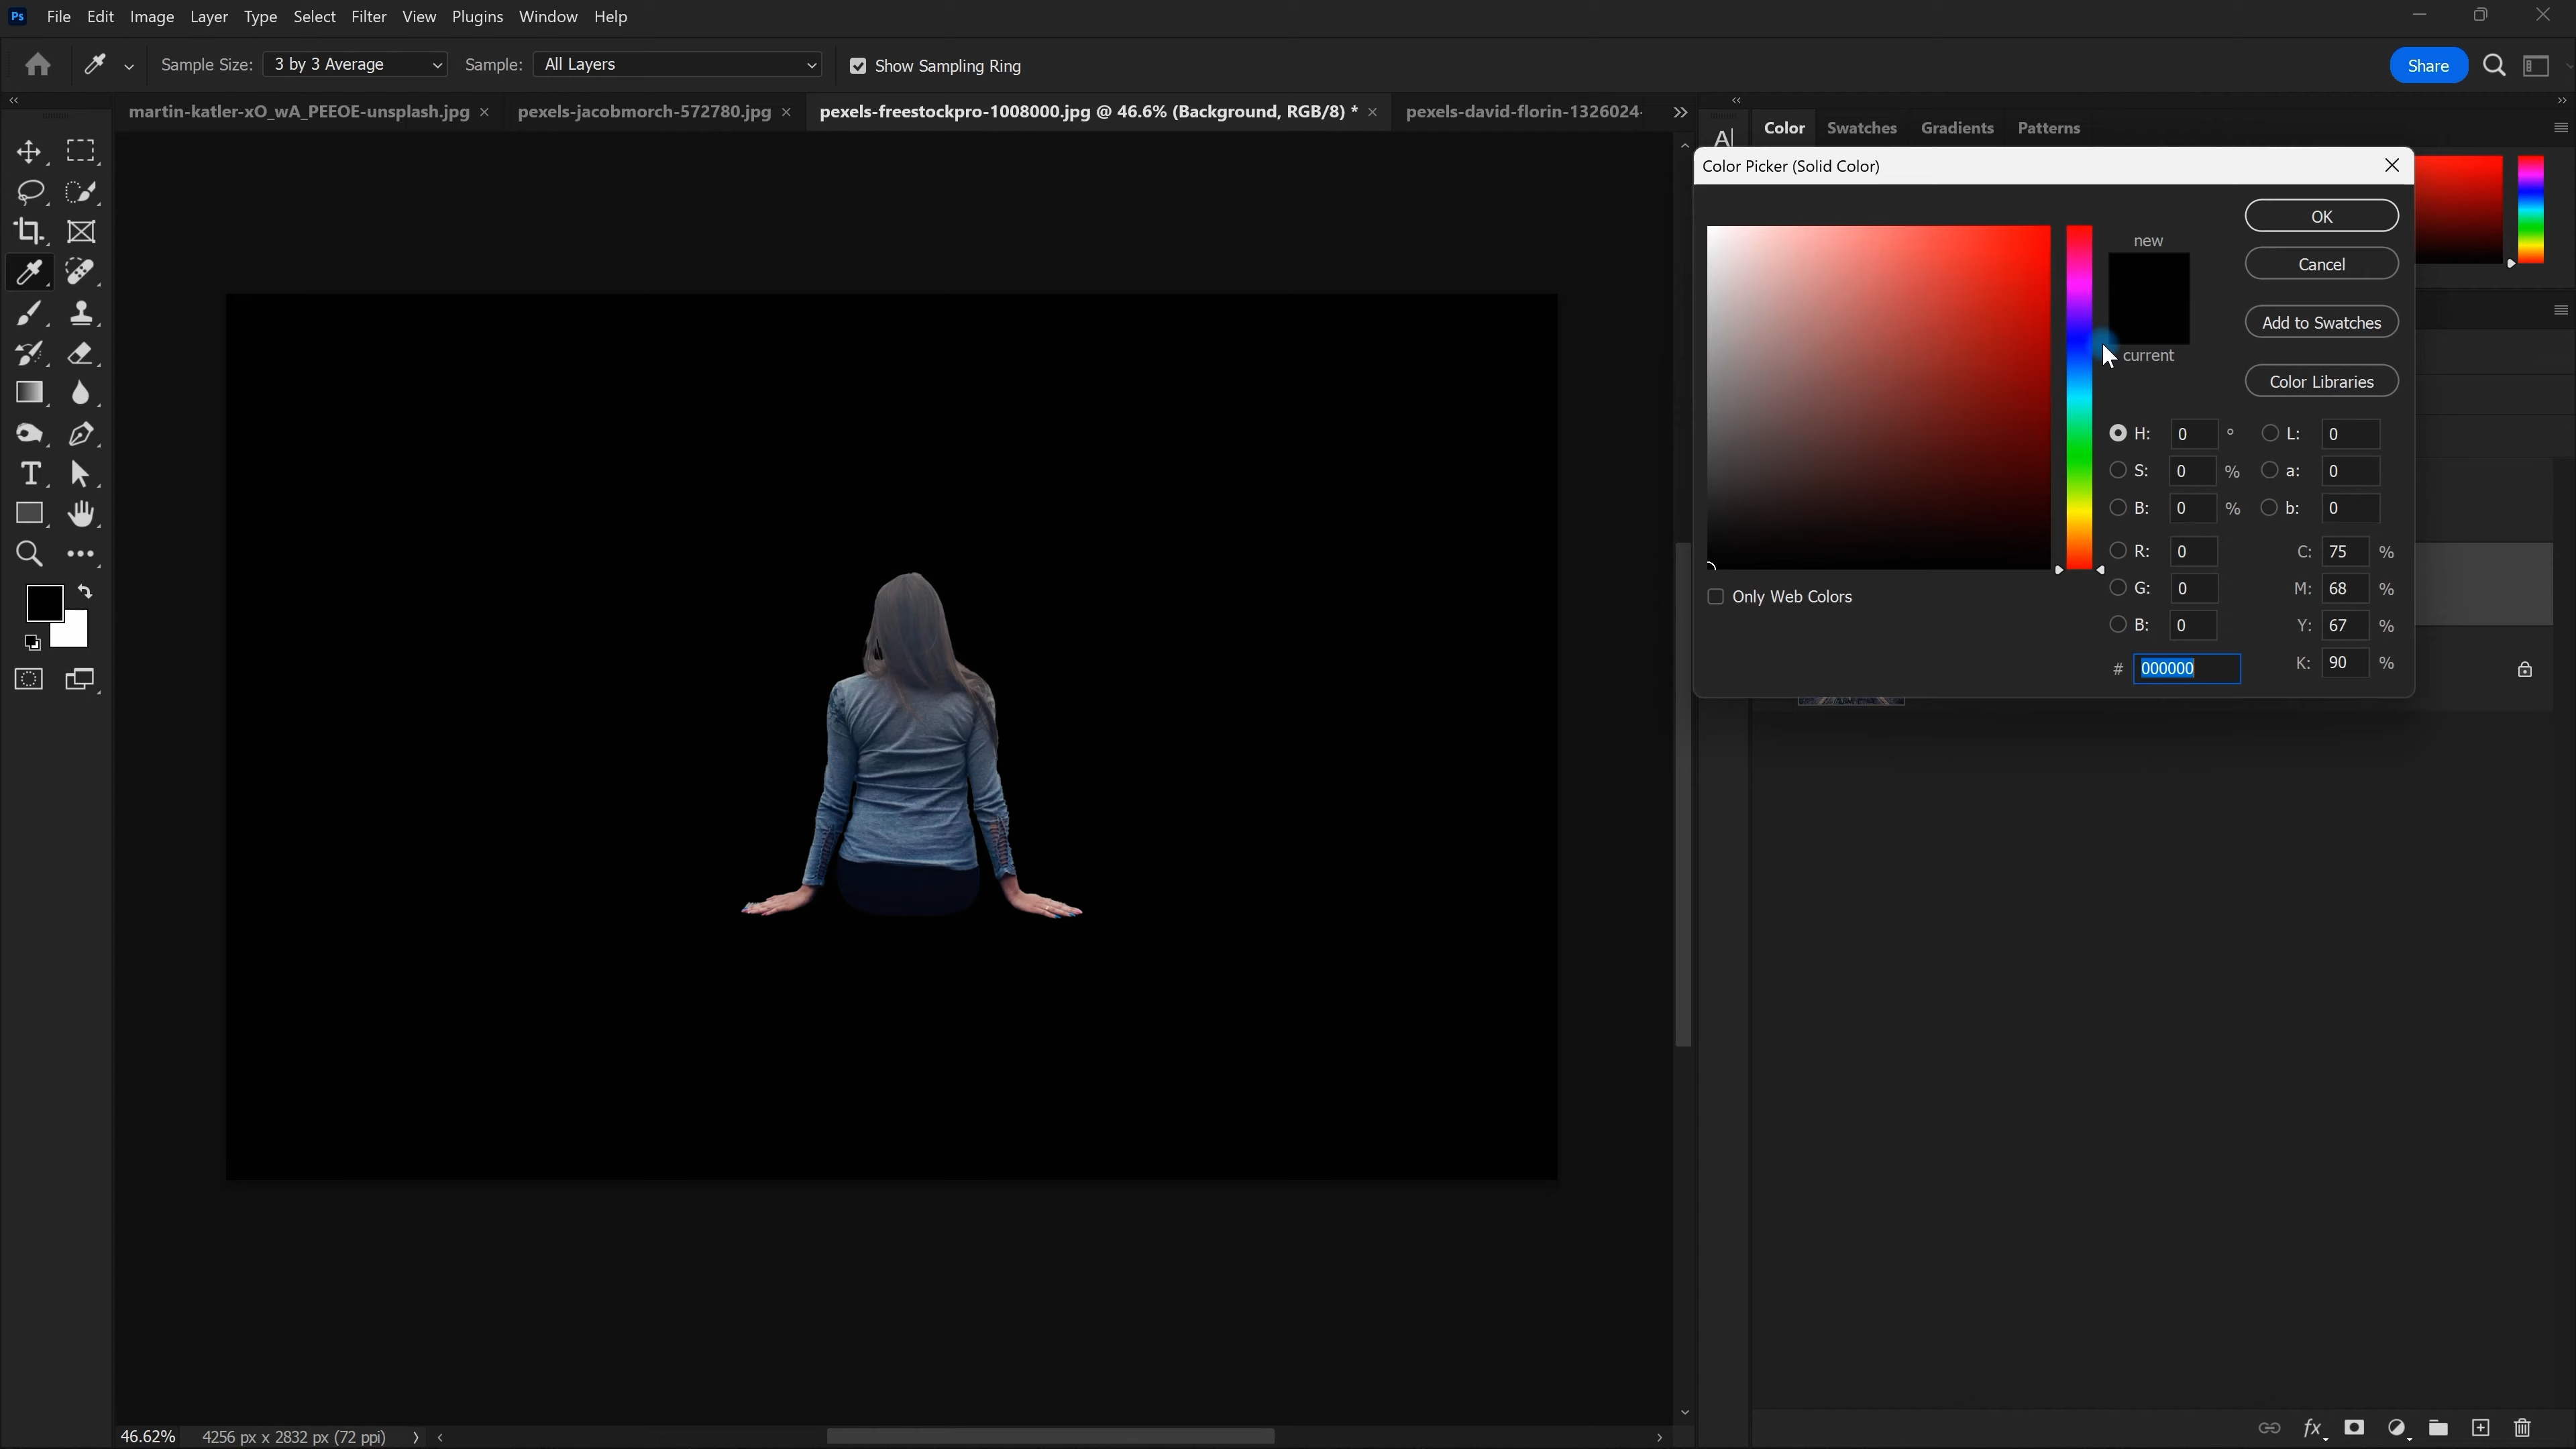 Ps File Edit Image Layer Type Select Filter View Plugins Window Help
Sample Size: 3 by 3 Average Sample: All Layers Show Sampling Ring Share
martin-katler-xO_wA_PEEOE-unsplash.jpg pexels-jacobmorch-572780.jpg pexels-freestockpro-1008000.jpg @ 46.6% (Background, RGB/8) * pexels-david-florin-1326024-
Color Swatches Gradients Patterns
Color Picker (Solid Color)
OK
new
Cancel
Add to Swatches
current
Color Libraries
H: 0 ° L: 0
S: 0 % a: 0
B: 0 % b: 0
R: 0 C: 75 %
G: 0 M: 68 %
Only Web Colors
B: 0 Y: 67 %
# 000000 K: 90 %
46.62% 4256 px x 2832 px (72 ppi)